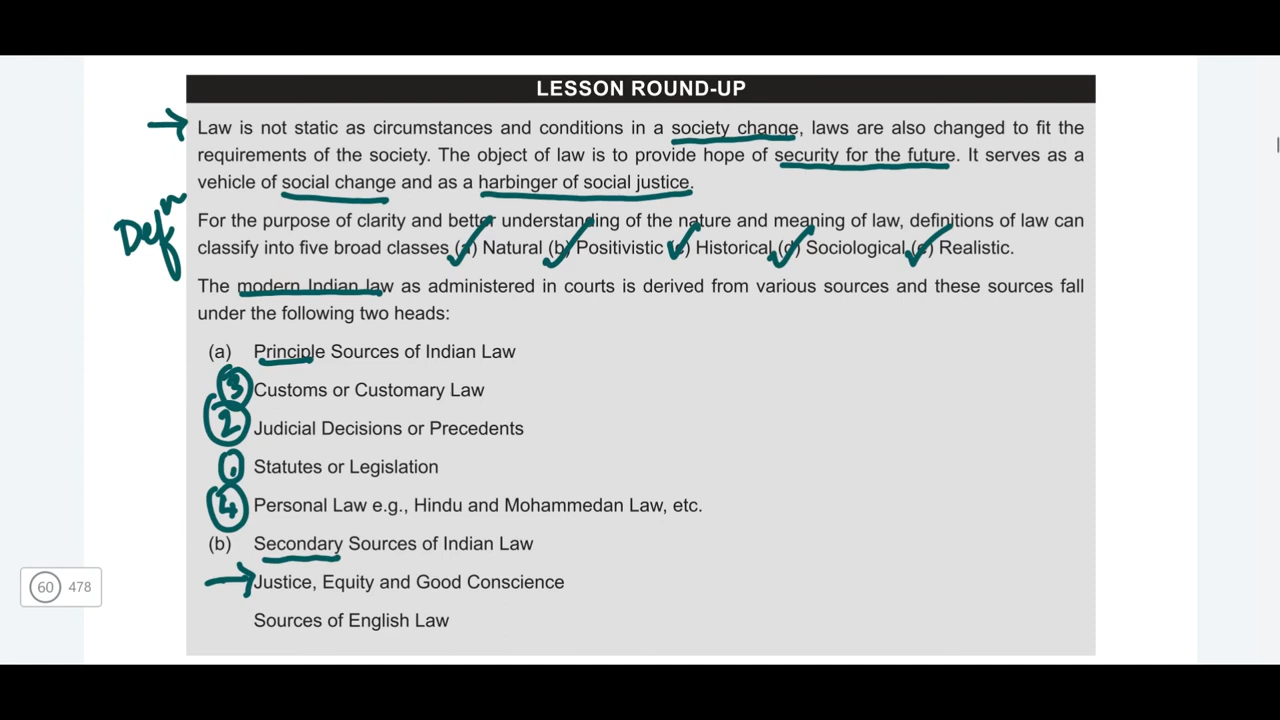 LESSON ROUND-UP
Law is not static as circumstances and conditions in a society change, laws are also changed to fit the
requirements of the society. The object of law is to provide hope of security for the future. It serves as a
vehicle of social change and as a harbinger of social justice.
Defn
For the purpose of clarity and better understanding of the nature and meaning of law, definitions of law can
classify into five broad classes (a) Natural (b) Positivistic (c) Historical (d) Sociological (e) Realistic.
The modern Indian law as administered in courts is derived from various sources and these sources fall
under the following two heads:
(a) Principle Sources of Indian Law
3 Customs or Customary Law
2 Judicial Decisions or Precedents
Statutes or Legislation
4 Personal Law e.g., Hindu and Mohammedan Law, etc.
(b) Secondary Sources of Indian Law
Justice, Equity and Good Conscience
60 478
Sources of English Law